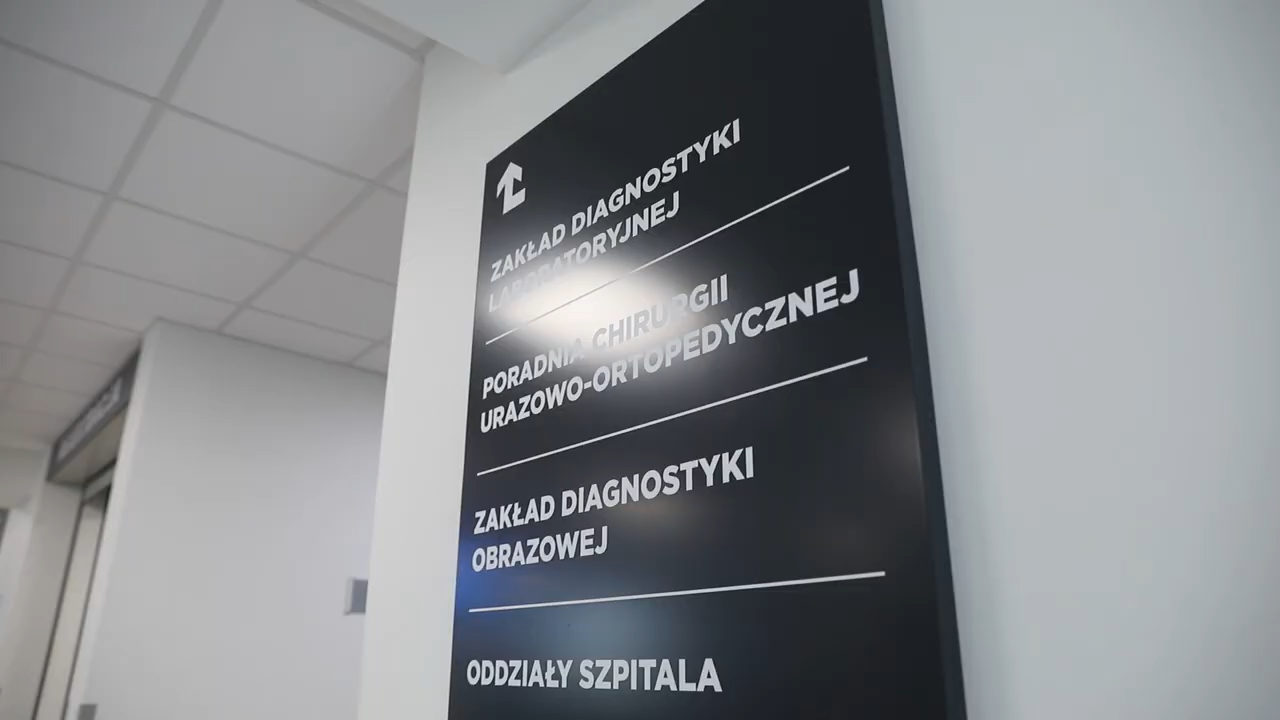 ZAKŁAD DIAGNOSTYKI
LABORATORYJNEJ
PORADNIA CHIRURGII
URAZOWO-ORTOPEDYCZNEJ
ZAKŁAD DIAGNOSTYKI
OBRAZOWEJ
ODDZIAŁY SZPITALA